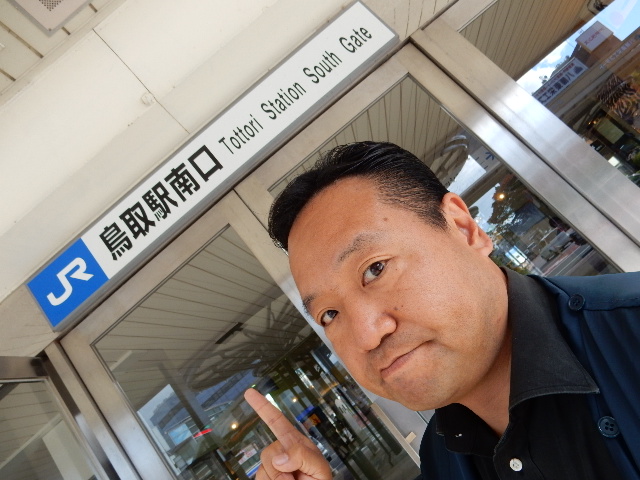 JR 鳥取駅南口 Tottori Station South Gate